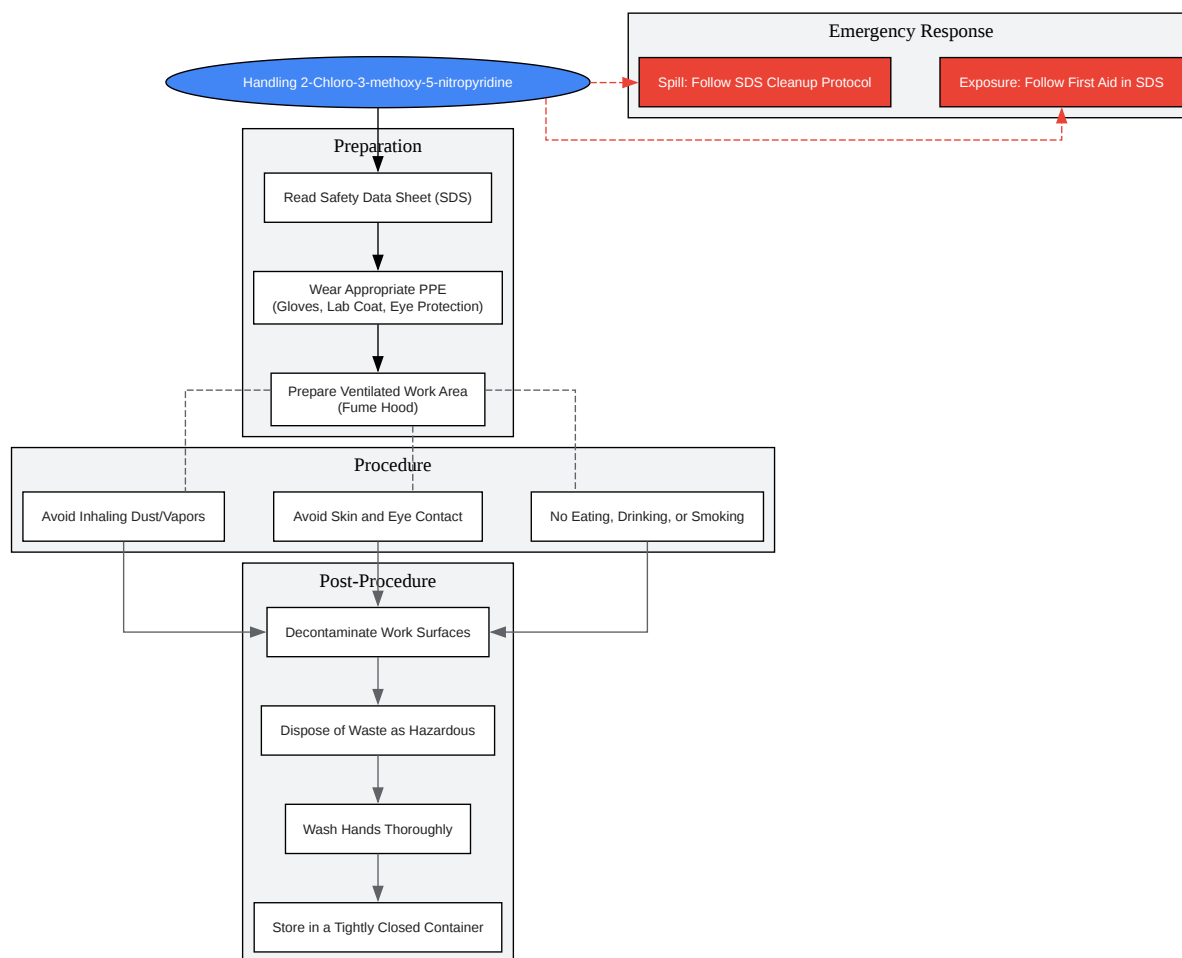 Emergency Response
Handling 2-Chloro-3-methoxy-5-nitropyridine
Spill: Follow SDS Cleanup Protocol
Exposure: Follow First Aid in SDS
Preparation
Read Safety Data Sheet (SDS)
Wear Appropriate PPE
(Gloves, Lab Coat, Eye Protection)
Prepare Ventilated Work Area
(Fume Hood)
Procedure
Avoid Inhaling Dust/Vapors
Avoid Skin and Eye Contact
No Eating, Drinking, or Smoking
Post-Procedure
Decontaminate Work Surfaces
Dispose of Waste as Hazardous
Wash Hands Thoroughly
Store in a Tightly Closed Container